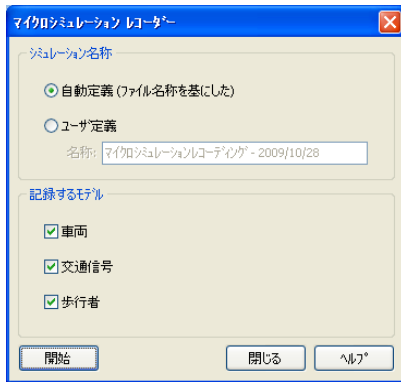 マイクロシミュレーション レコーダー
シミュレーション名称
自動定義(ファイル名称を基にした)
ユーザ定義
名称: マイクロシミュレーションレコーディング - 2009/10/28
記録するモデル
車両
交通信号
歩行者
開始 閉じる ヘルプ